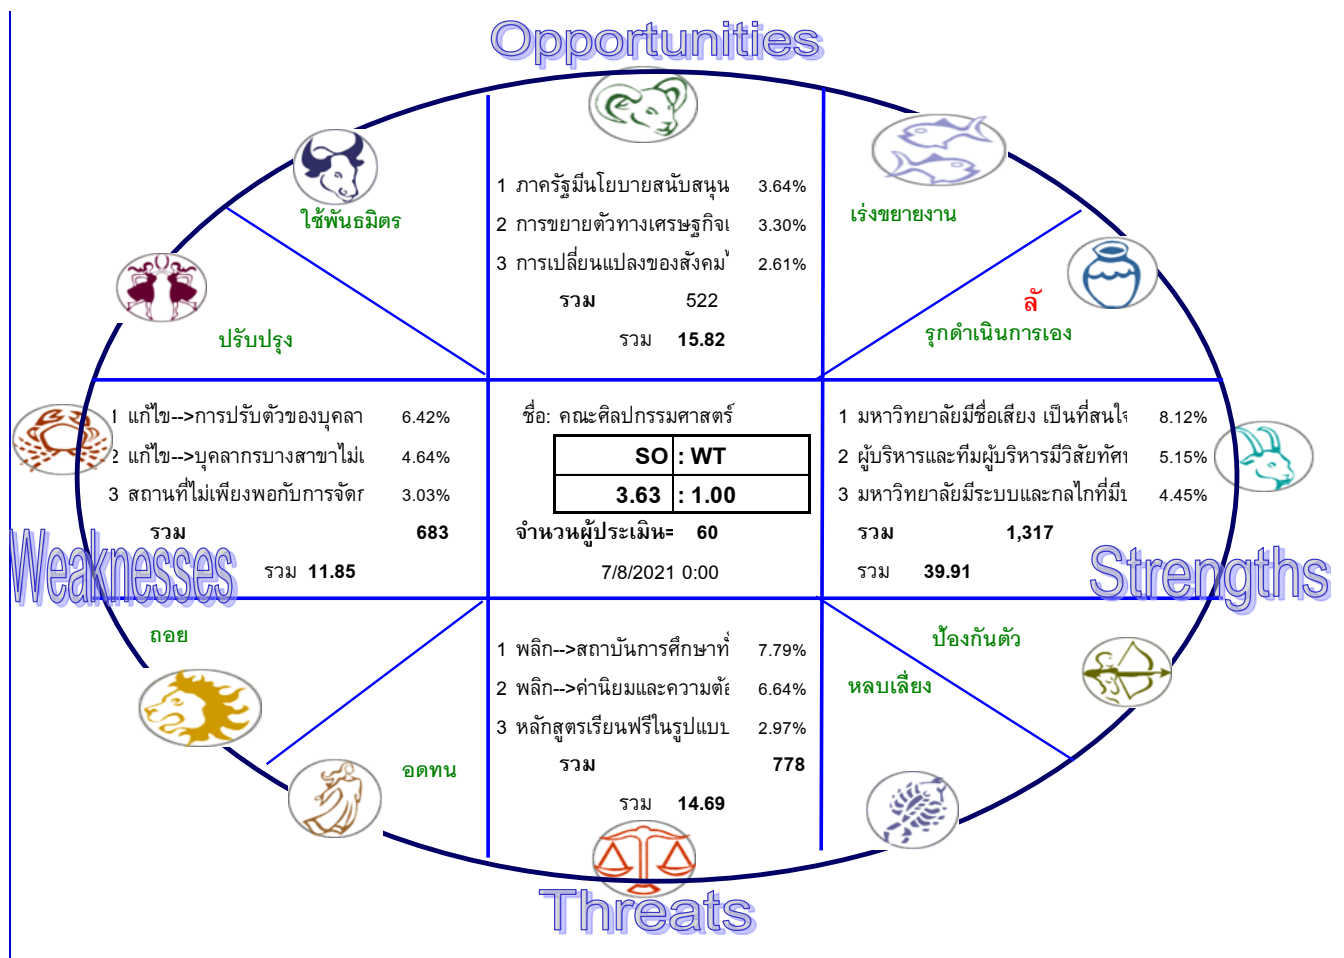 Opportunities
ใช้พันธมิตร
1 ภาครัฐมีนโยบายสนับสนุน 3.64%
2 การขยายตัวทางเศรษฐกิจเ 3.30%
3 การเปลี่ยนแปลงของสังคม 2.61%
รวม 522
รวม 15.82
เร่งขยายงาน
ลั
รุกดำเนินการเอง
ปรับปรุง
1 แก้ไข-->การปรับตัวของบุคลา 6.42%
2 แก้ไข-->บุคลากรบางสาขาไม่เ 4.64%
3 สถานที่ไม่เพียงพอกับการจัด 3.03%
รวม 683
รวม 11.85
Weaknesses
ชื่อ: คณะศิลปกรรมศาสตร์
SO : WT
3.63 : 1.00
จำนวนผู้ประเมิน= 60
7/8/2021 0:00
1 มหาวิทยาลัยมีชื่อเสียง เป็นที่สนใจ 8.12%
2 ผู้บริหารและทีมผู้บริหารมีวิสัยทัศ 5.15%
3 มหาวิทยาลัยมีระบบและกลไกที่มี 4.45%
รวม 1,317
รวม 39.91
Strengths
ถอย
อดทน
1 พลิก-->สถาบันการศึกษาทั 7.79%
2 พลิก-->ค่านิยมและความต้อ 6.64%
3 หลักสูตรเรียนฟรีในรูปแบบ 2.97%
รวม 778
รวม 14.69
ป้องกันตัว
หลบเลี่ยง
Threats